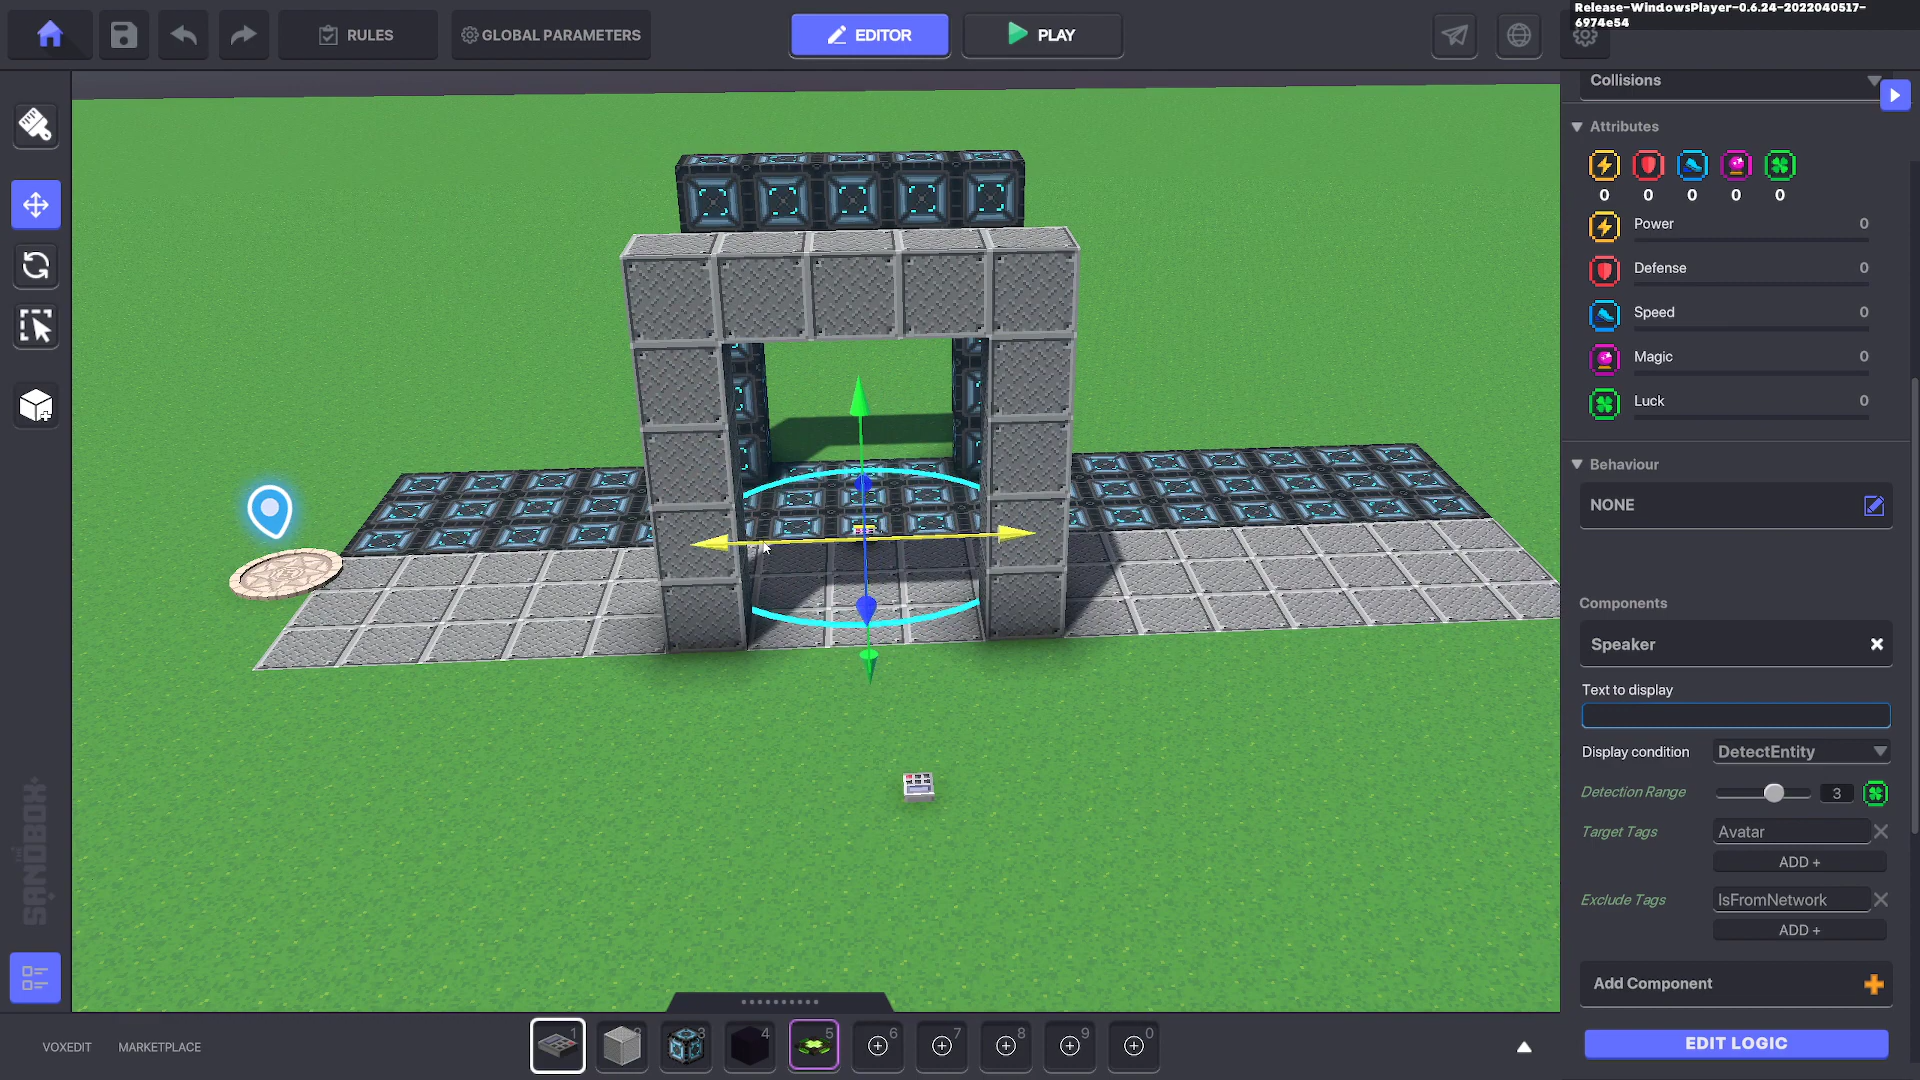 Release-WindowsPlayer-0.6.24-2022040517-
6974e54
RULES
GLOBAL PARAMETERS
EDITOR
PLAY
Collisions
Attributes
0 0 0 0 0
Power 0
Defense 0
Speed 0
Magic 0
Luck 0
Behaviour
NONE
Components
Speaker
Text to display
Display condition DetectEntity
Detection Range 3
Target Tags Avatar
ADD +
Exclude Tags IsFromNetwork
ADD +
Add Component
EDIT LOGIC
THE SANDBOX
VOXEDIT
MARKETPLACE
1 2 3 4 5 6 7 8 9 0